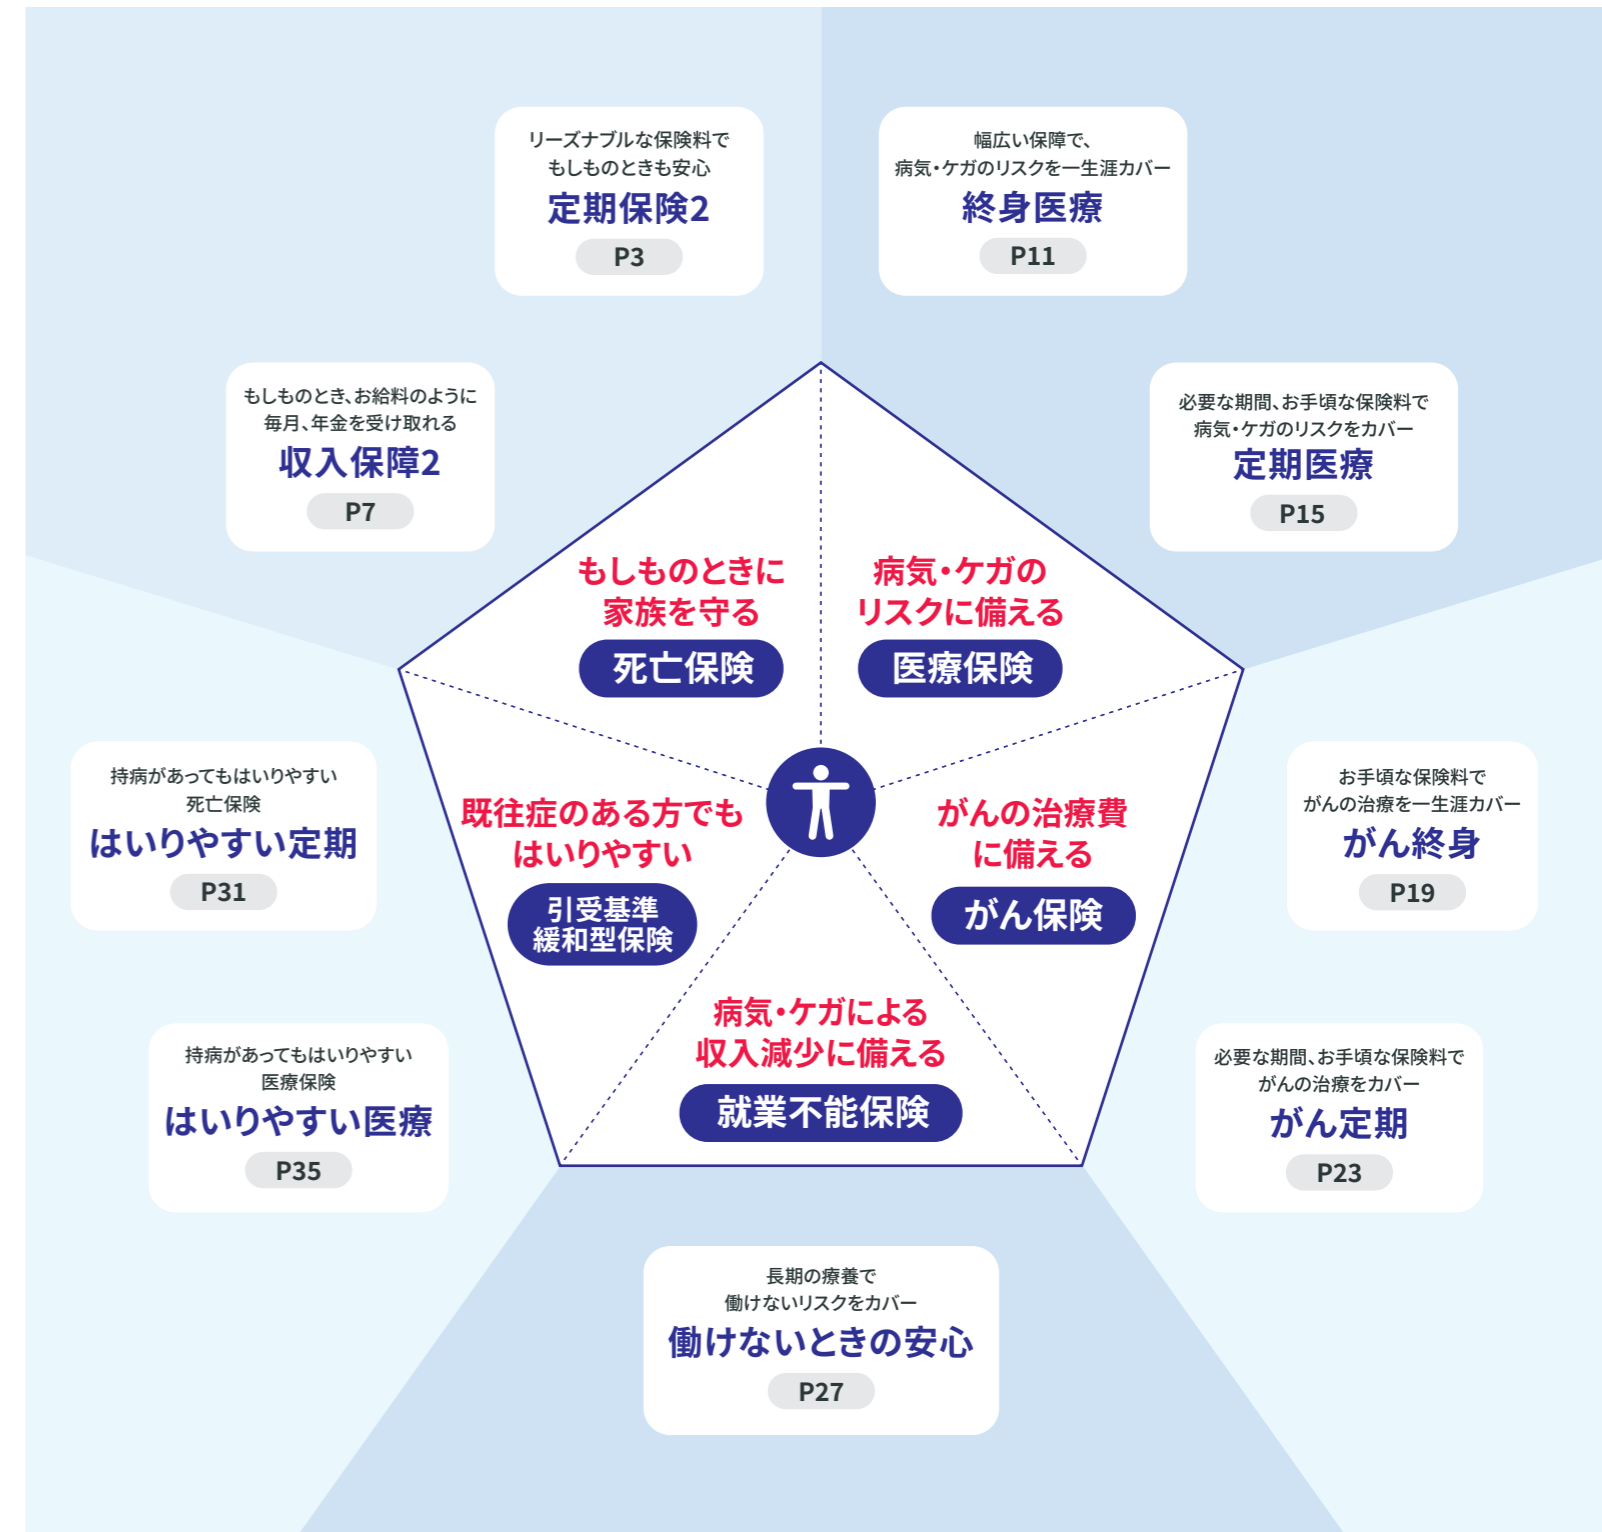 リーズナブルな保険料で
もしものときも安心
定期保険2
P3
幅広い保障で、
病気・ケガのリスクを一生涯カバー
終身医療
P11
もしものとき、お給料のように
毎月、年金を受け取れる
収入保障2
P7
必要な期間、お手頃な保険料で
病気・ケガのリスクをカバー
定期医療
P15
もしものときに
家族を守る
死亡保険
病気・ケガの
リスクに備える
医療保険
持病があってもはいりやすい
死亡保険
はいりやすい定期
P31
既往症のある方でも
はいりやすい
引受基準
緩和型保険
がんの治療費
に備える
がん保険
お手頃な保険料で
がんの治療を一生涯カバー
がん終身
P19
病気・ケガによる
収入減少に備える
就業不能保険
持病があってもはいりやすい
医療保険
はいりやすい医療
P35
必要な期間、お手頃な保険料で
がんの治療をカバー
がん定期
P23
長期の療養で
働けないリスクをカバー
働けないときの安心
P27